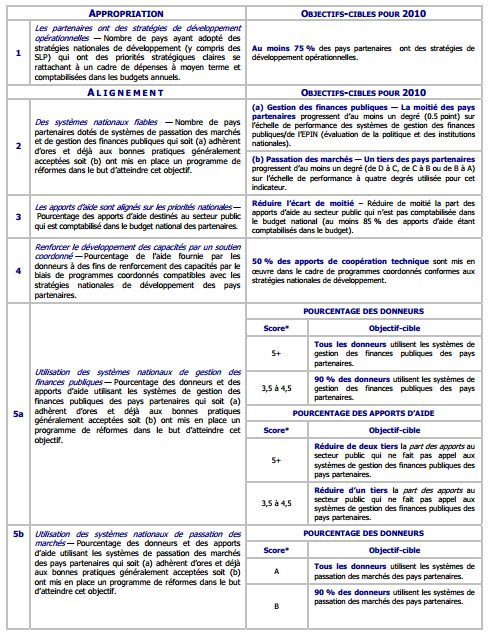 APPROPRIATION
OBJECTIFS-CIBLES POUR 2010
1
Les partenaires ont des stratégies de développement
opérationnelles — Nombre de pays ayant adopté des
stratégies nationales de développement (y compris des
SLP) qui ont des priorités stratégiques claires se
rattachant à un cadre de dépenses à moyen terme et
comptabilisées dans les budgets annuels.
Au moins 75 % des pays partenaires ont des stratégies de
développement opérationnelles.
ALIGNEMENT
OBJECTIFS-CIBLES POUR 2010
2
Des systèmes nationaux fiables — Nombre de pays
partenaires dotés de systèmes de passation des marchés
et de gestion des finances publiques qui soit (a) adhèrent
d'ores et déjà aux bonnes pratiques généralement
acceptées soit (b) ont mis en place un programme de
réformes dans le but d'atteindre cet objectif.
(a) Gestion des finances publiques — La moitié des pays
partenaires progressent d'au moins un degré (0.5 point) sur
l'échelle de performance des systèmes de gestion des finances
publiques/de l'EPIN (évaluation de la politique et des institutions
nationales).
(b) Passation des marchés — Un tiers des pays partenaires
progressent d'au moins un degré (de D à C, de C à B ou de B à A)
sur l'échelle de performance à quatre degrés utilisée pour cet
indicateur.
3
Les apports d'aide sont alignés sur les priorités nationales —
Pourcentage des apports d'aide destinés au secteur public
qui est comptabilisé dans le budget national des partenaires.
Réduire l'écart de moitié – Réduire de moitié la part des
apports d'aide au secteur public qui n'est pas comptabilisée dans
le budget national (au moins 85 % des apports d'aide étant
comptabilisés dans le budget).
4
Renforcer le développement des capacités par un soutien
coordonné — Pourcentage de l'aide fournie par les
donneurs à des fins de renforcement des capacités par le
biais de programmes coordonnés compatibles avec les
stratégies nationales de développement des pays
partenaires.
50 % des apports de coopération technique sont mis en
œuvre dans le cadre de programmes coordonnés conformes aux
stratégies nationales de développement.
5a
Utilisation des systèmes nationaux de gestion des
finances publiques — Pourcentage des donneurs et des
apports d'aide utilisant les systèmes de gestion des
finances publiques des pays partenaires qui soit (a)
adhèrent d'ores et déjà aux bonnes pratiques
généralement acceptées soit (b) ont mis en place un
programme de réformes dans le but d'atteindre cet
objectif.
POURCENTAGE DES DONNEURS
Score*
Objectif-cible
5+
Tous les donneurs utilisent les systèmes de
gestion des finances publiques des pays
partenaires.
3,5 à 4,5
90 % des donneurs utilisent les systèmes de
gestion des finances publiques des pays
partenaires.
POURCENTAGE DES APPORTS D'AIDE
Score*
Objectif-cible
5+
Réduire de deux tiers la part des apports au
secteur public qui ne fait pas appel aux
systèmes de gestion des finances publiques des
pays partenaires.
3,5 à 4,5
Réduire d'un tiers la part des apports au
secteur public qui ne fait pas appel aux
systèmes de gestion des finances publiques des
pays partenaires.
5b
Utilisation des systèmes nationaux de passation des
marchés — Pourcentage des donneurs et des apports
d'aide utilisant les systèmes de passation des marchés
des pays partenaires qui soit (a) adhèrent d'ores et déjà
aux bonnes pratiques généralement acceptées soit (b)
ont mis en place un programme de réformes dans le but
d'atteindre cet objectif.
POURCENTAGE DES DONNEURS
Score*
Objectif-cible
A
Tous les donneurs utilisent les systèmes de
passation des marchés des pays partenaires.
B
90 % des donneurs utilisent les systèmes de
passation des marchés des pays partenaires.